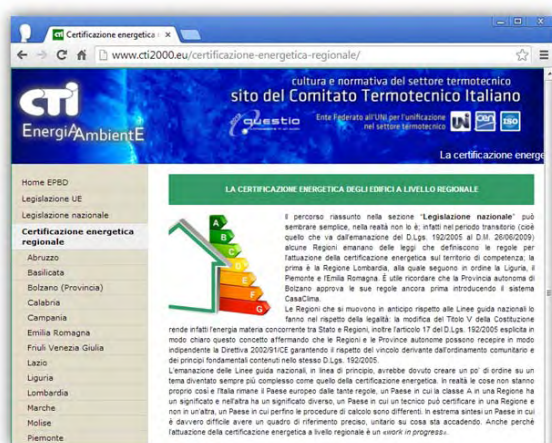 Certificazione energetica -
www.cti2000.eu/certificazione-energetica-regionale/
cti
EnergiAmbientE
cultura e normativa del settore termotecnico
sito del Comitato Termotecnico Italiano
questio
Ente Federato all'UNI per l'unificazione
nel settore termotecnico
UNI
cen
ISO
La certificazione energe
Home EPBD
Legislazione UE
Legislazione nazionale
Certificazione energetica
regionale
Abruzzo
Basilicata
Bolzano (Provincia)
Calabria
Campania
Emilia Romagna
Friuli Venezia Giulia
Lazio
Liguria
Lombardia
Marche
Molise
Piemonte
LA CERTIFICAZIONE ENERGETICA DEGLI EDIFICI A LIVELLO REGIONALE
A
B
C
D
E
F
G
Il percorso riassunto nella sezione "Legislazione nazionale" può
sembrare semplice, nella realtà non lo è; infatti nel periodo transitorio (cioè
quello che va dall'emanazione del D.Lgs. 192/2005 al D.M. 26/06/2009)
alcune Regioni emanano delle leggi che definiscono le regole per
l'attuazione della certificazione energetica sul territorio di competenza; la
prima è la Regione Lombardia, alla quale seguono in ordine la Liguria, il
Piemonte e l'Emilia Romagna. È utile ricordare che la Provincia autonoma di
Bolzano approva le sue regole ancora prima introducendo il sistema
CasaClima.
Le Regioni che si muovono in anticipo rispetto alle Linee guida nazionali lo
fanno nel rispetto della legalità: la modifica del Titolo V della Costituzione
rende infatti l'energia materia concorrente tra Stato e Regioni, inoltre l'articolo 17 del D.Lgs. 192/2005 esplicita in
modo chiaro questo concetto affermando che le Regioni e le Province autonome possono recepire in modo
indipendente la Direttiva 2002/91/CE garantendo il rispetto del vincolo derivante dall'ordinamento comunitario e
dei principi fondamentali contenuti nello stesso D.Lgs. 192/2005.
L'emanazione delle Linee guida nazionali, in linea di principio, avrebbe dovuto creare un po' di ordine su un
tema diventato sempre più complesso come quello della certificazione energetica. In realtà le cose non stanno
proprio così e l'Italia rimane il Paese europeo dalle tante regole, un Paese in cui la classe A in una Regione ha
un significato e nell'altra ha un significato diverso, un Paese in cui un tecnico può certificare in una Regione e
non in un'altra, un Paese in cui perfino le procedure di calcolo sono differenti. In estrema sintesi un Paese in cui
è davvero difficile avere un quadro di riferimento preciso, unitario su cosa sta accadendo. Anche perché
l'attuazione della certificazione energetica a livello regionale è un «work in progress».